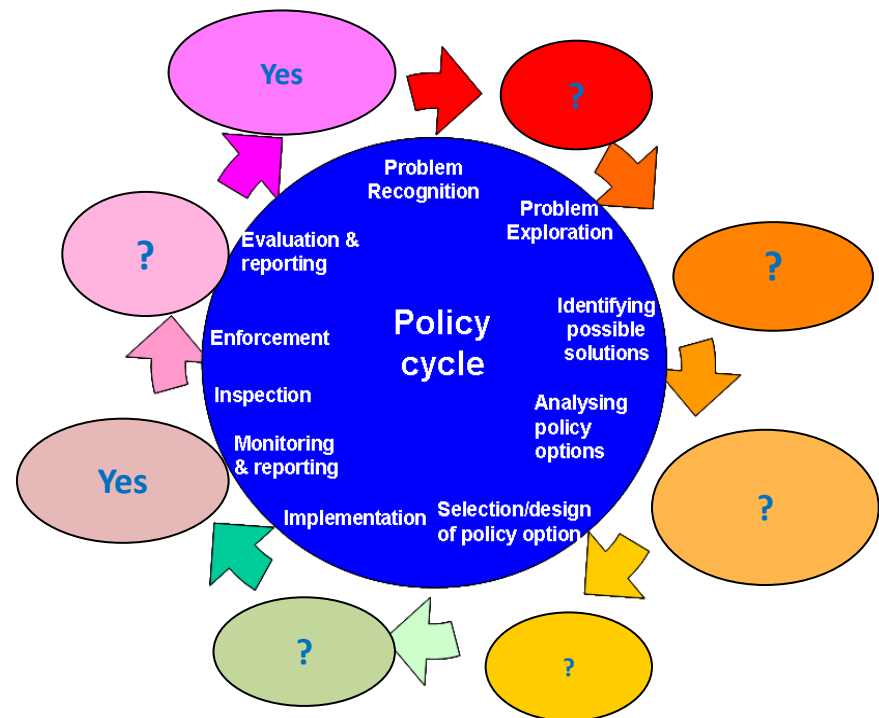 Yes
?
Problem
Recognition
Problem
Exploration
?
?
Evaluation &
reporting
Identifying
possible
solutions
Policy
cycle
Enforcement
Inspection
Analysing
policy
options
Monitoring
& reporting
Yes
?
Selection/design
of policy option
Implementation
?
?